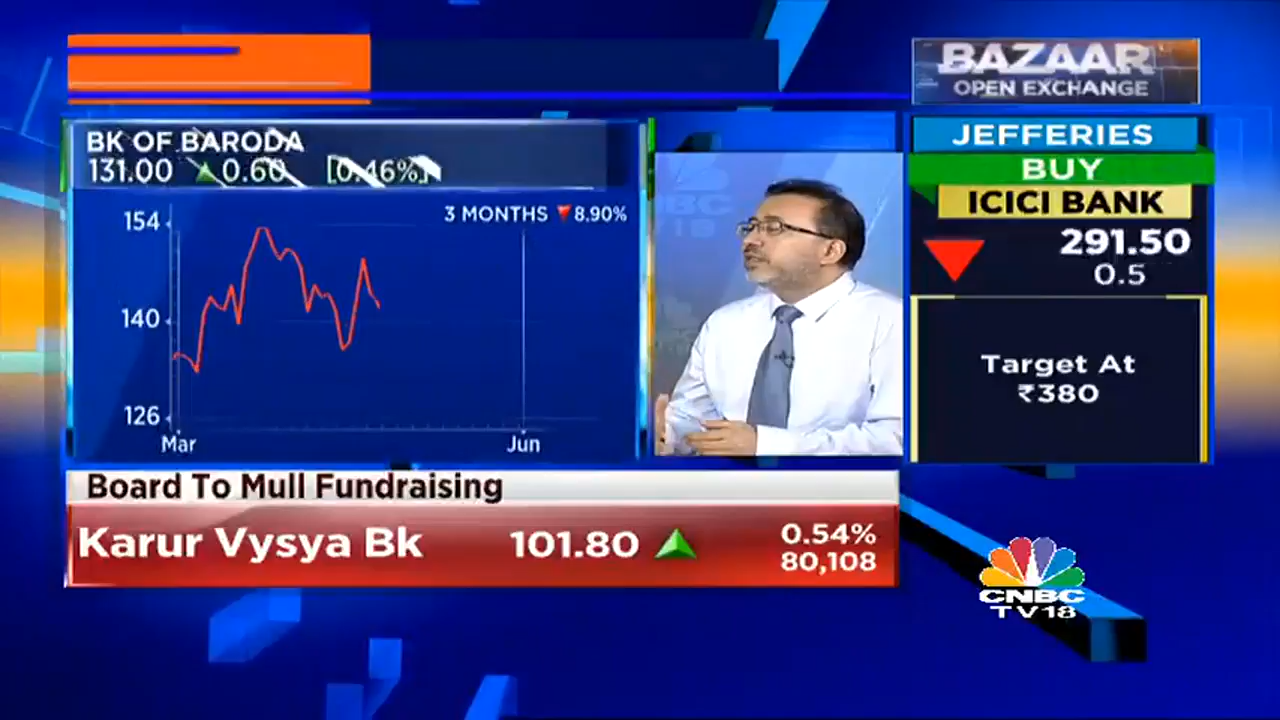 BAZAAR
OPEN EXCHANGE
BK OF BARODA
131.00 ▲ 0.60 [0.46%]
3 MONTHS ▼ 8.90%
154
140
126
Mar
Jun
JEFFERIES
BUY
ICICI BANK
291.50
0.5
Target At
₹380
Board To Mull Fundraising
Karur Vysya Bk 101.80 ▲ 0.54%
80,108
CNBC
TV18